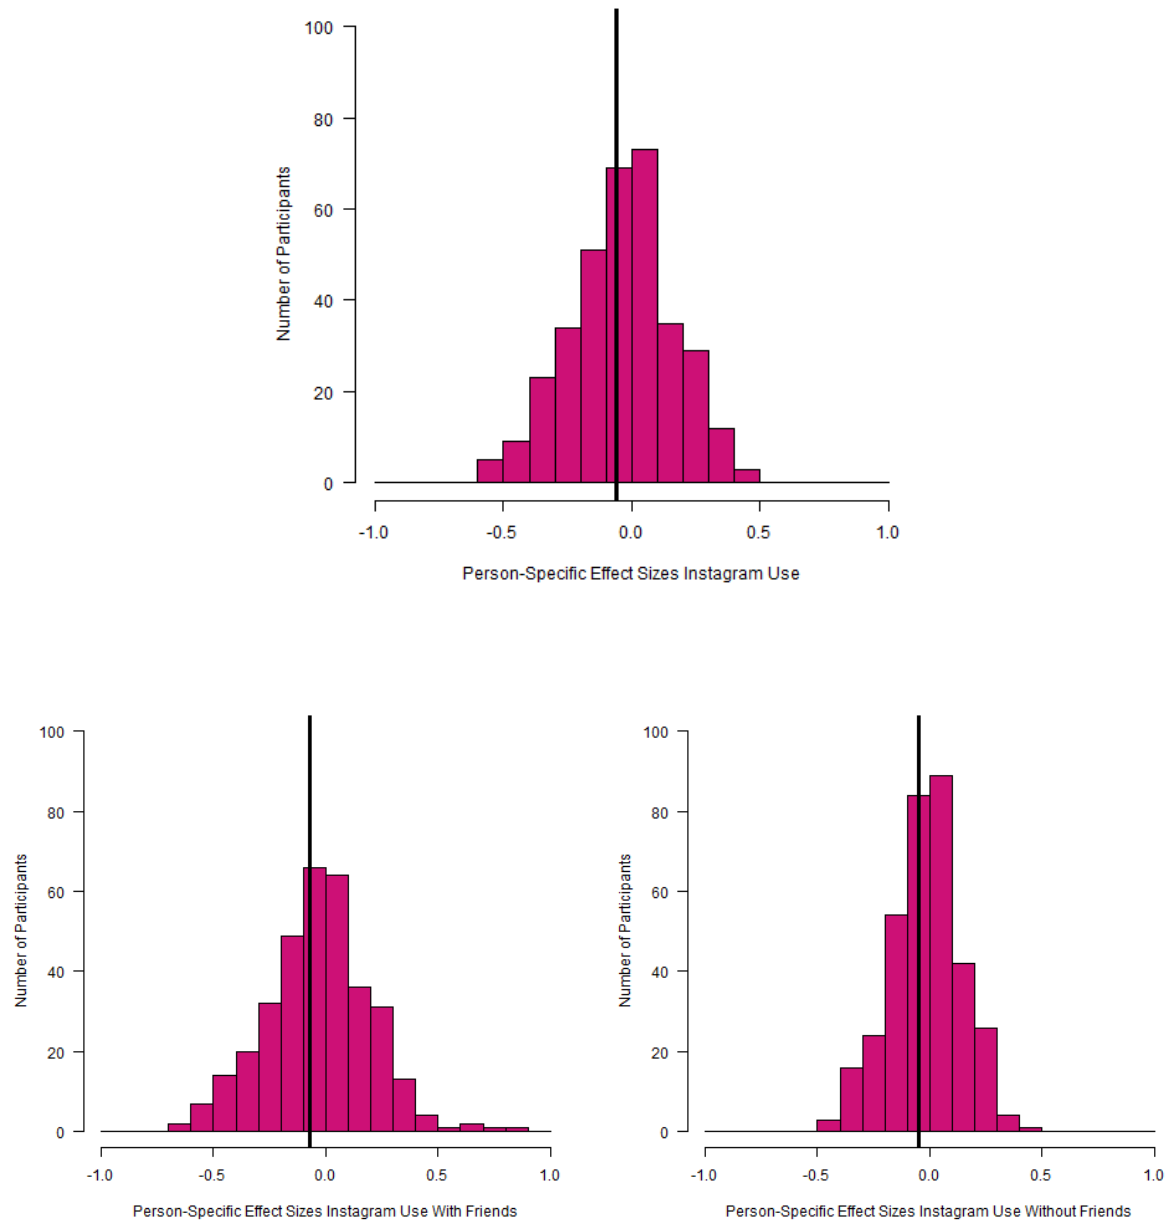 100
80
60
40
20
0
Number of Participants
-1.0 -0.5 0.0 0.5 1.0
Person-Specific Effect Sizes Instagram Use
100
80
60
40
20
0
Number of Participants
-1.0 -0.5 0.0 0.5 1.0
Person-Specific Effect Sizes Instagram Use With Friends
100
80
60
40
20
0
Number of Participants
-1.0 -0.5 0.0 0.5 1.0
Person-Specific Effect Sizes Instagram Use Without Friends